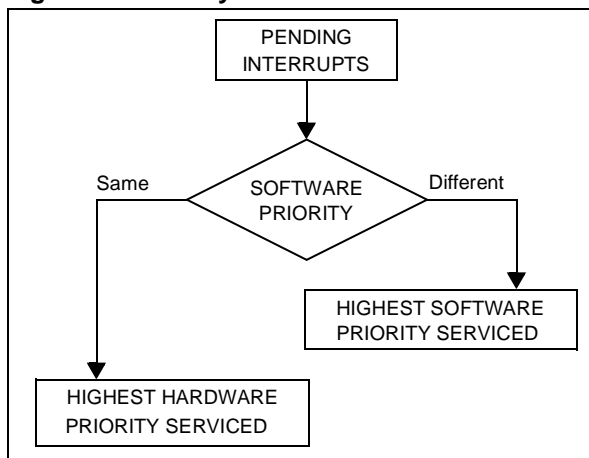 PENDING
INTERRUPTS
Same
SOFTWARE
PRIORITY
Different
HIGHEST SOFTWARE
PRIORITY SERVICED
HIGHEST HARDWARE
PRIORITY SERVICED